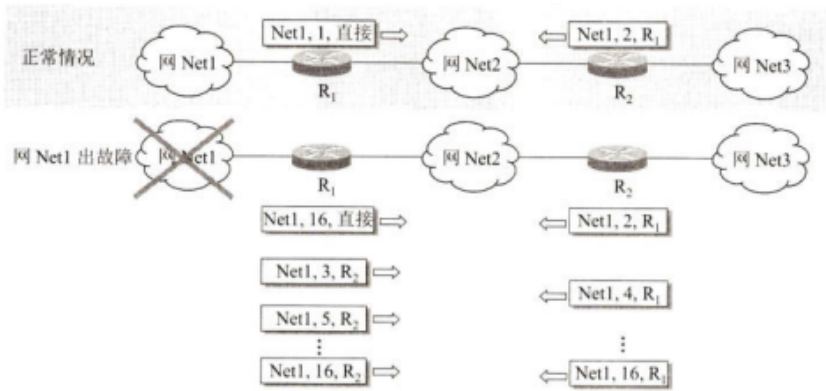 Net1, 1, 直接
Net1, 2, R₁
正常情况
网 Net1
网 Net2
网 Net3
R₁
R₂
网 Net1 出故障
网 Net1
网 Net2
网 Net3
R₁
R₂
Net1, 16, 直接
Net1, 2, R₁
Net1, 3, R₂
Net1, 4, R₁
Net1, 5, R₂
⋮
⋮
Net1, 16, R₂
Net1, 16, R₁